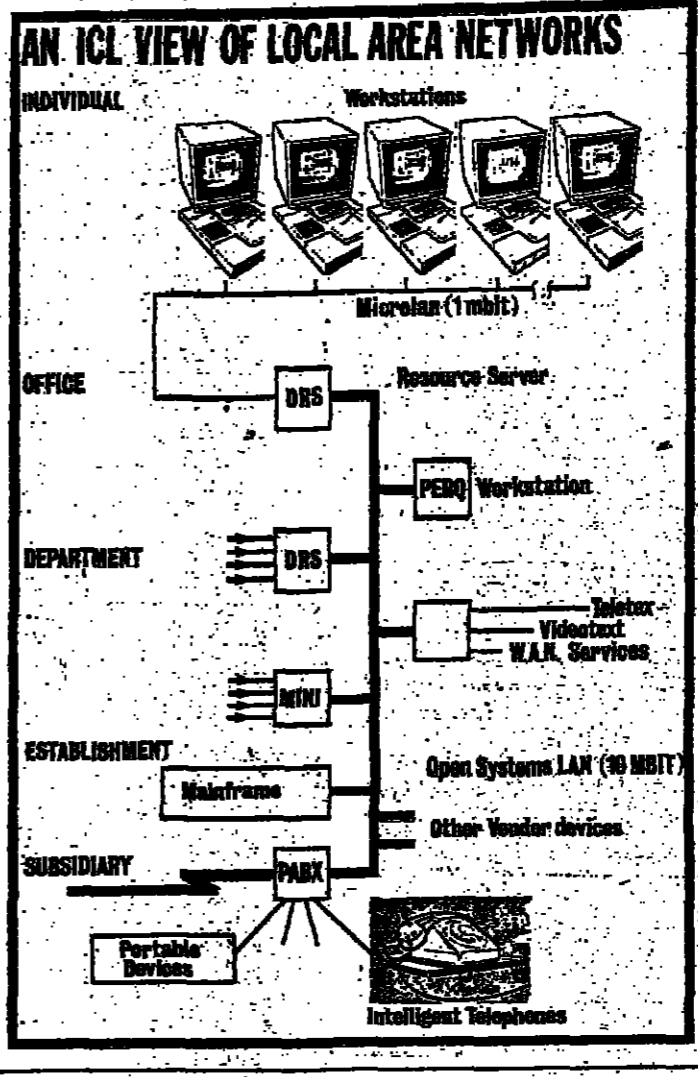 AN ICL VIEW OF LOCAL AREA NETWORKS
INDIVIDUAL
Workstations
Microlan (1 mbit)
OFFICE
DRS
Resource Server
PERQ Workstation
DEPARTMENT
DRS
Teletex
Videotext
W.A.N. Services
MINI
ESTABLISHMENT
Open Systems LAN (10 MBIT)
Mainframe
Other Vendor devices
SUBSIDIARY
PABX
Portable
Devices
Intelligent Telephones